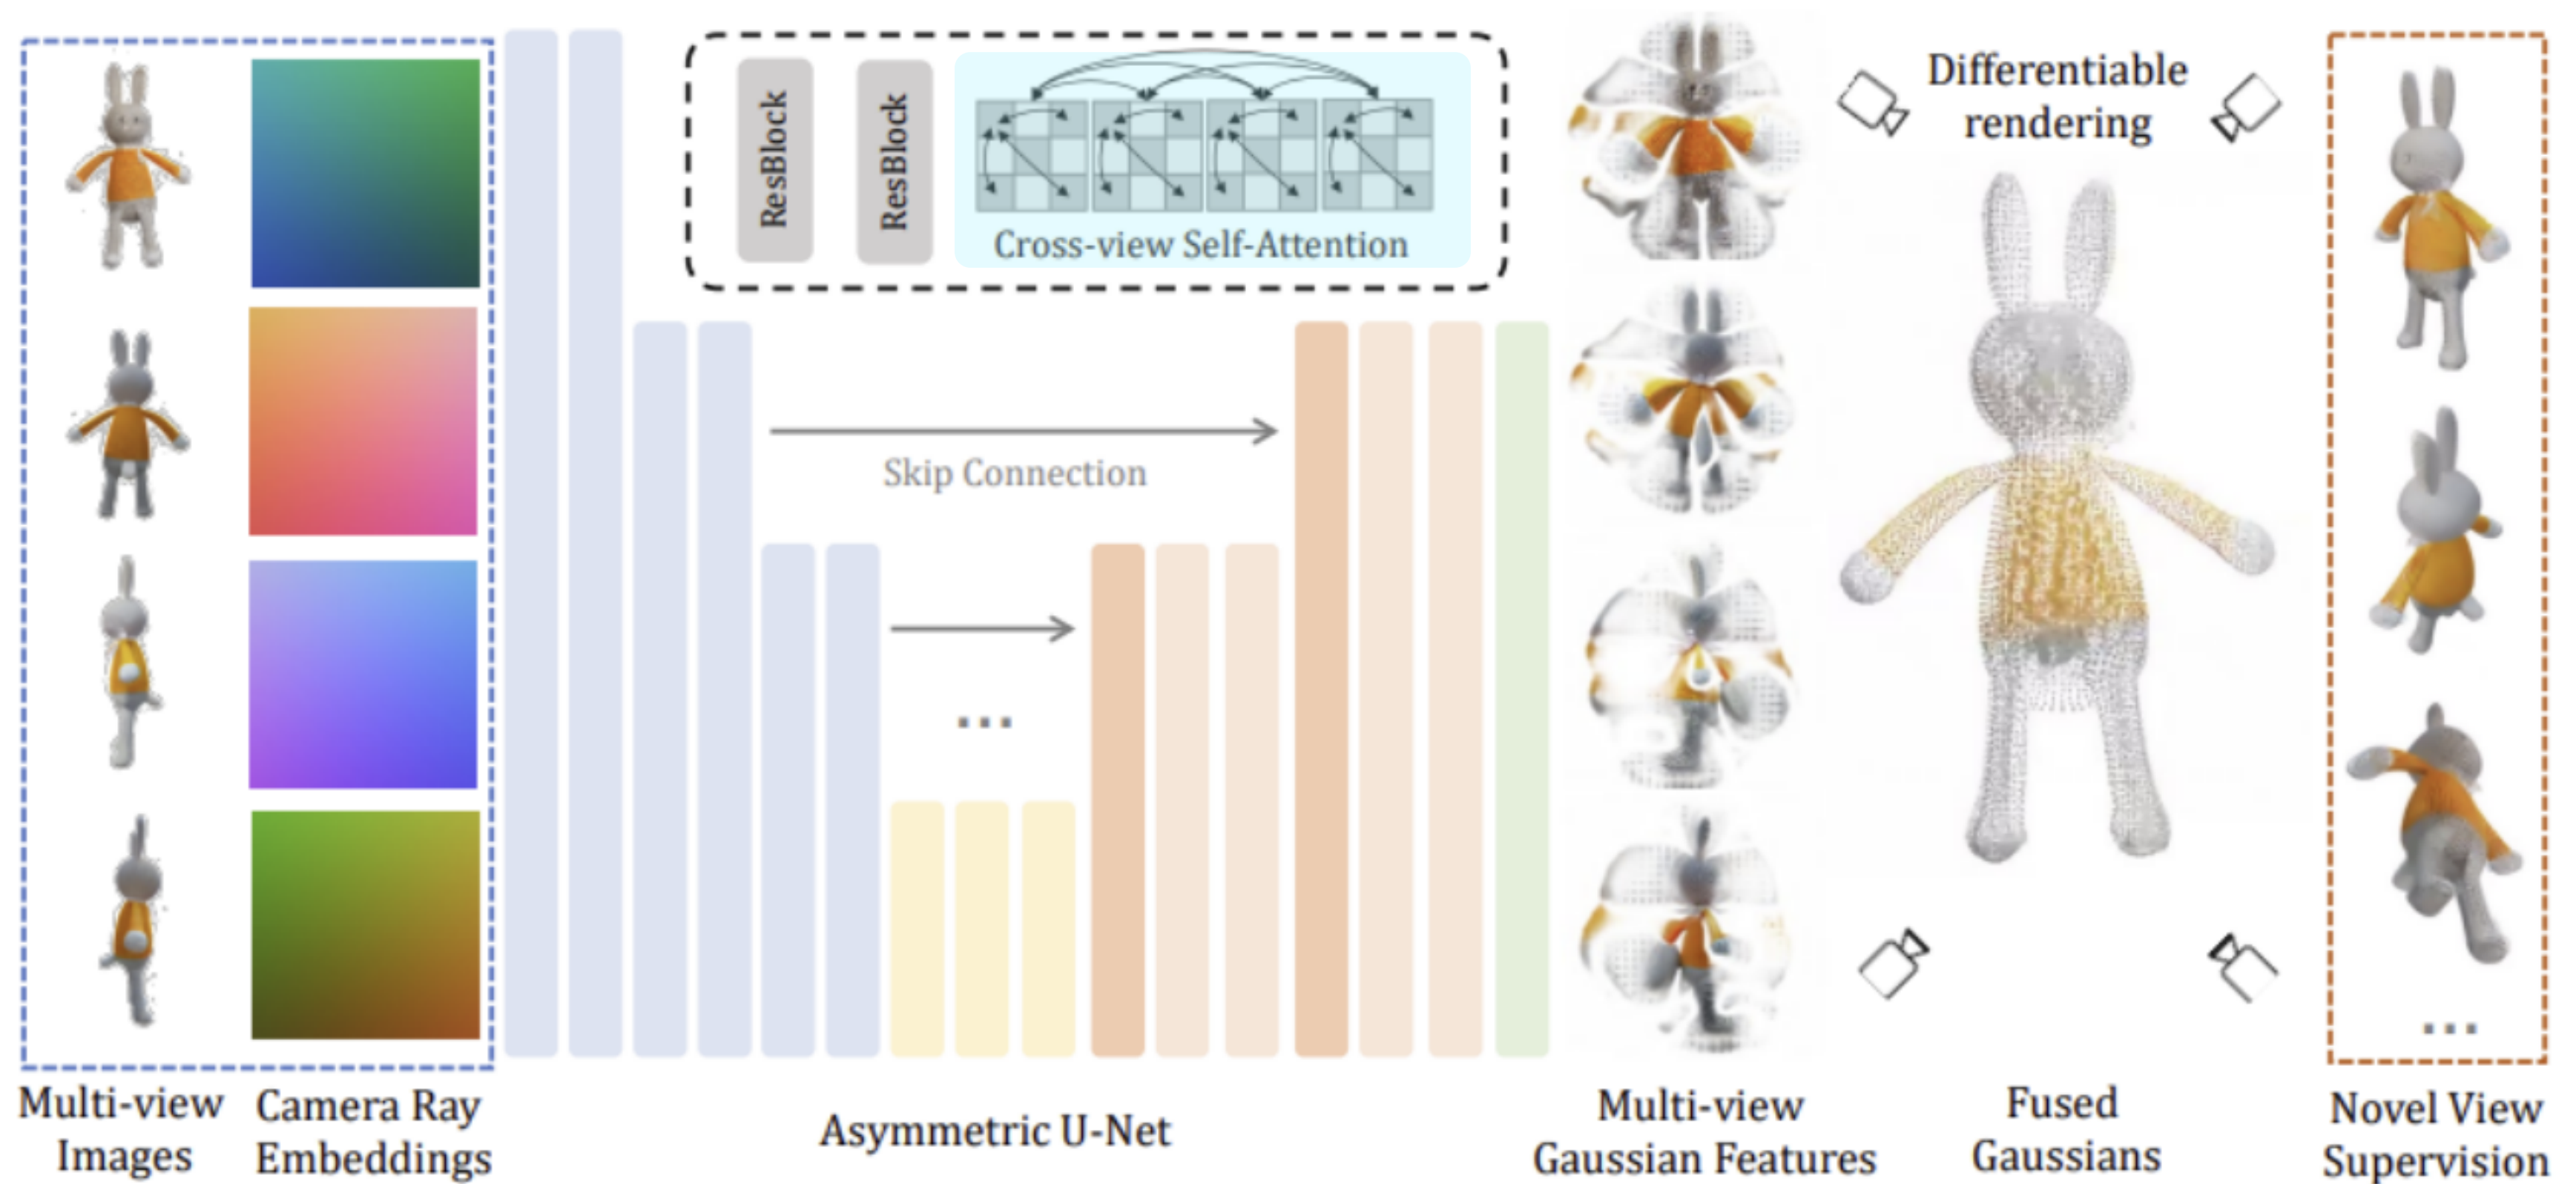 ResBlock
ResBlock
Cross-view Self-Attention
Differentiable
rendering
Skip Connection
...
...
Multi-view
Images
Camera Ray
Embeddings
Asymmetric U-Net
Multi-view
Gaussian Features
Fused
Gaussians
Novel View
Supervision